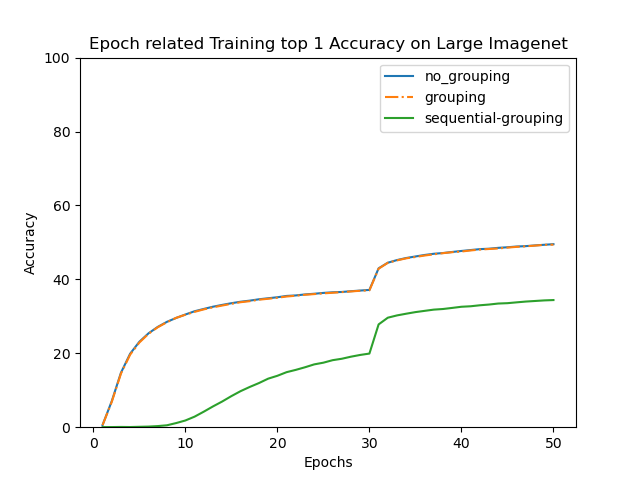 Epoch related Training top 1 Accuracy on Large Imagenet
100
80
60
40
20
0
Accuracy
no_grouping
grouping
sequential-grouping
0 10 20 30 40 50
Epochs